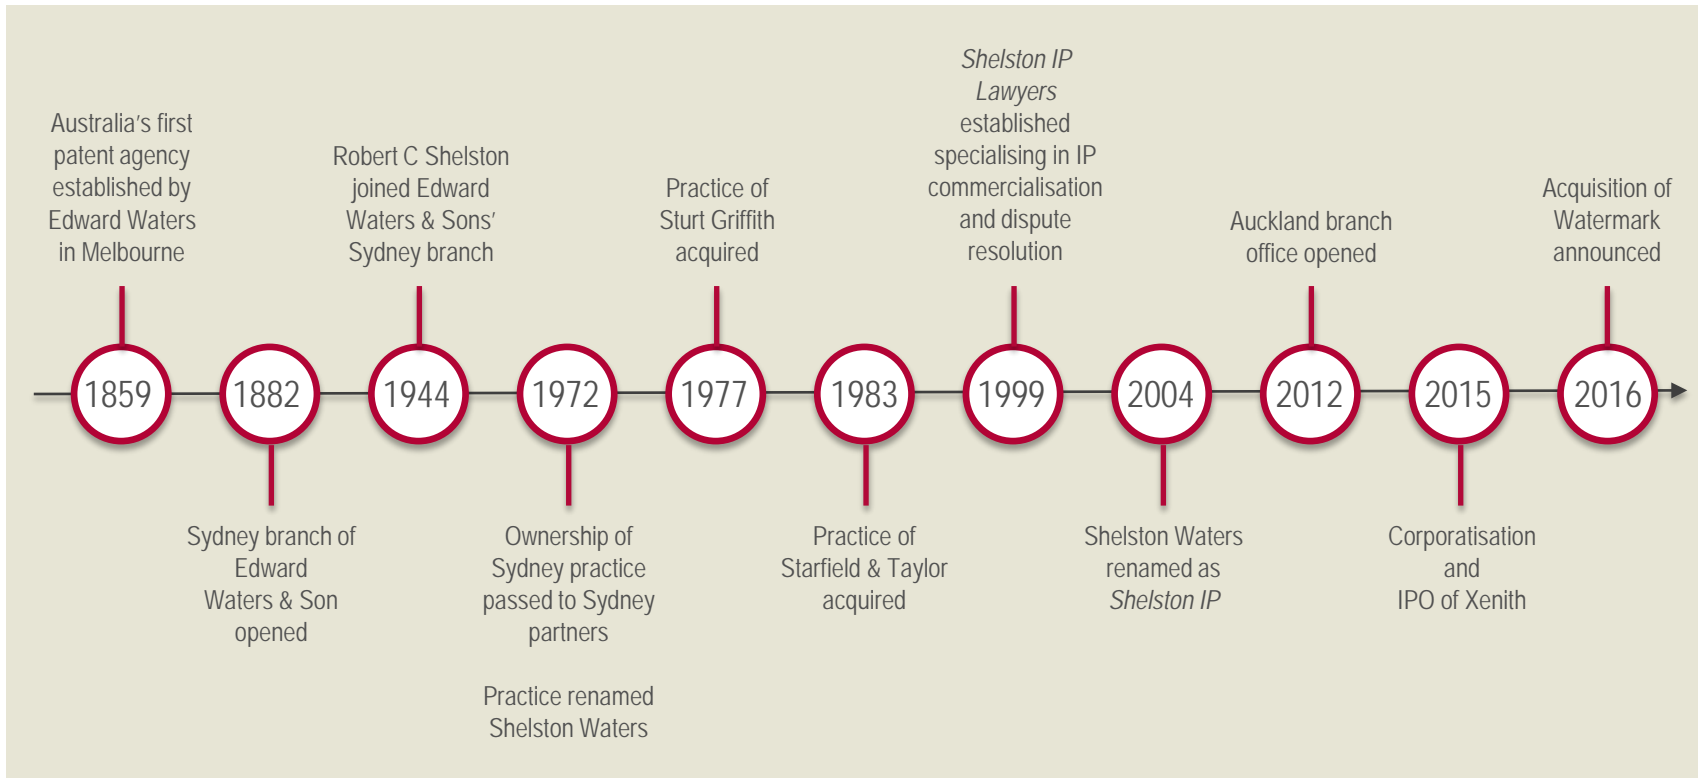 Australia's first
patent agency
established by
Edward Waters
in Melbourne
1859
1882
Sydney branch of
Edward
Waters & Son
opened
Robert C Shelston
joined Edward
Waters & Sons'
Sydney branch
1944
1972
Ownership of
Sydney practice
passed to Sydney
partners
Practice renamed
Shelston Waters
Practice of
Sturt Griffith
acquired
1977
1983
Practice of
Starfield & Taylor
acquired
Shelston IP
Lawyers
established
specialising in IP
commercialisation
and dispute
resolution
1999
2004
Shelston Waters
renamed as
Shelston IP
Auckland branch
office opened
2012
2015
Corporatisation
and
IPO of Xenith
Acquisition of
Watermark
announced
2016